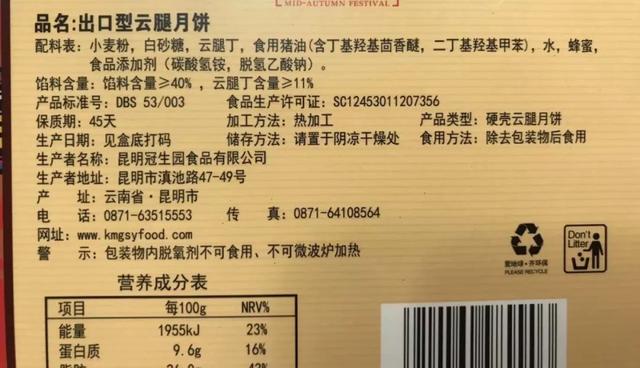 MID-AUTUMN FESTIVAL
品名:出口型云腿月饼
配料表：小麦粉，白砂糖，云腿丁，食用猪油(含丁基羟基茴香醚，二丁基羟基甲苯)，水，蜂蜜，
食品添加剂（碳酸氢铵，脱氢乙酸钠）。
馅料含量：馅料含量≥40%，云腿丁含量≥11%
产品标准号：DBS 53/003 食品生产许可证：SC12453011207356
保质期：45天 加工方法：热加工 产品类型：硬壳云腿月饼
生产日期：见盒底打码 储存方法：请置于阴凉干燥处 食用方法：除去包装物后食用
生产者名称：昆明冠生园食品有限公司
生产者地址：昆明市滇池路47-49号
产 址：云南省·昆明市
电 话：0871-63515553 传 真：0871-64108564
网址：www.kmgsyfood.com
警 示：包装物内脱氧剂不可食用、不可微波炉加热
爱地球·齐环保
PLEASE RECYCLE
Don't
Litter
营养成分表
项目 每100g NRV%
能量 1955kJ 23%
蛋白质 9.6g 16%